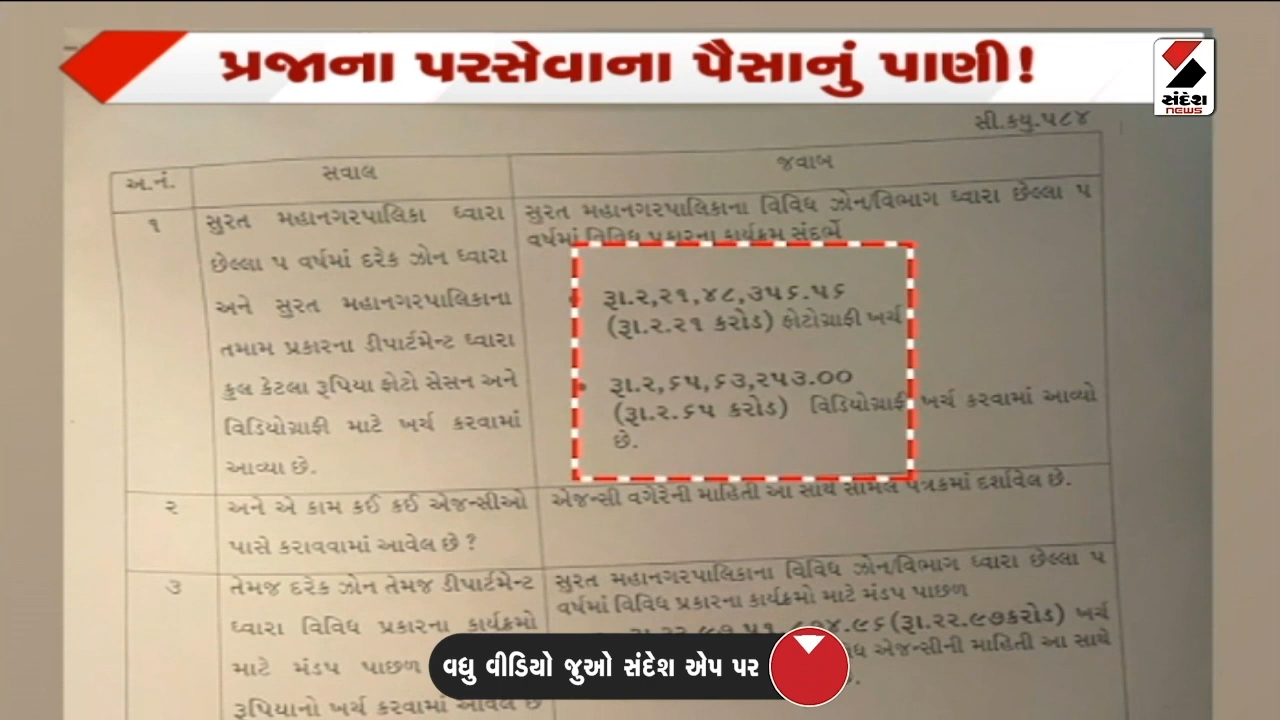 પ્રજાના પરસેવાના પૈસાનું પાણી!
સંદેશ
NEWS
સી.ક્યુ.૫૮૪
અ.નં.
સવાલ
જવાબ
૧
સુરત મહાનગરપાલિકા ધ્વારા
છેલ્લા ૫ વર્ષમાં દરેક ઝોન ધ્વારા
અને સુરત મહાનગરપાલિકાના
તમામ પ્રકારના ડીપાર્ટમેન્ટ ધ્વારા
કુલ કેટલા રૂપિયા ફોટો સેસન અને
વિડિયોગ્રાફી માટે ખર્ચ કરવામાં
આવ્યા છે.
સુરત મહાનગરપાલિકાના વિવિધ ઝોન/વિભાગ ધ્વારા છેલ્લા ૫
વર્ષમાં વિવિધ પ્રકારના કાર્યક્રમ સંદર્ભે
રૂા.૨,૨૧,૪૮,૩૫૬.૫૬
(રૂા.૨.૨૧ કરોડ) ફોટોગ્રાફી ખર્ચ
રૂા.૨,૬૫,૬૩,૨૫૩.૦૦
(રૂા.૨.૬૫ કરોડ) વિડિયોગ્રાફી ખર્ચ કરવામાં આવ્યો
છે.
૨
અને એ કામ કઈ કઈ એજન્સીઓ
પાસે કરાવવામાં આવેલ છે ?
એજન્સી વગેરેની માહિતી આ સાથે સામેલ પત્રકમાં દર્શાવેલ છે.
૩
તેમજ દરેક ઝોન તેમજ ડીપાર્ટમેન્ટ
ધ્વારા વિવિધ પ્રકારના કાર્યક્રમો
માટે મંડપ પાછળ
રૂપિયાનો ખર્ચ કરવામાં આવેલ છે
સુરત મહાનગરપાલિકાના વિવિધ ઝોન/વિભાગ ધ્વારા છેલ્લા ૫
વર્ષમાં વિવિધ પ્રકારના કાર્યક્રમો માટે મંડપ પાછળ
(રૂા.૨૨.૯૭કરોડ) ખર્ચ
એજન્સીની માહિતી આ સાથે
વધુ વીડિયો જુઓ સંદેશ એપ પર